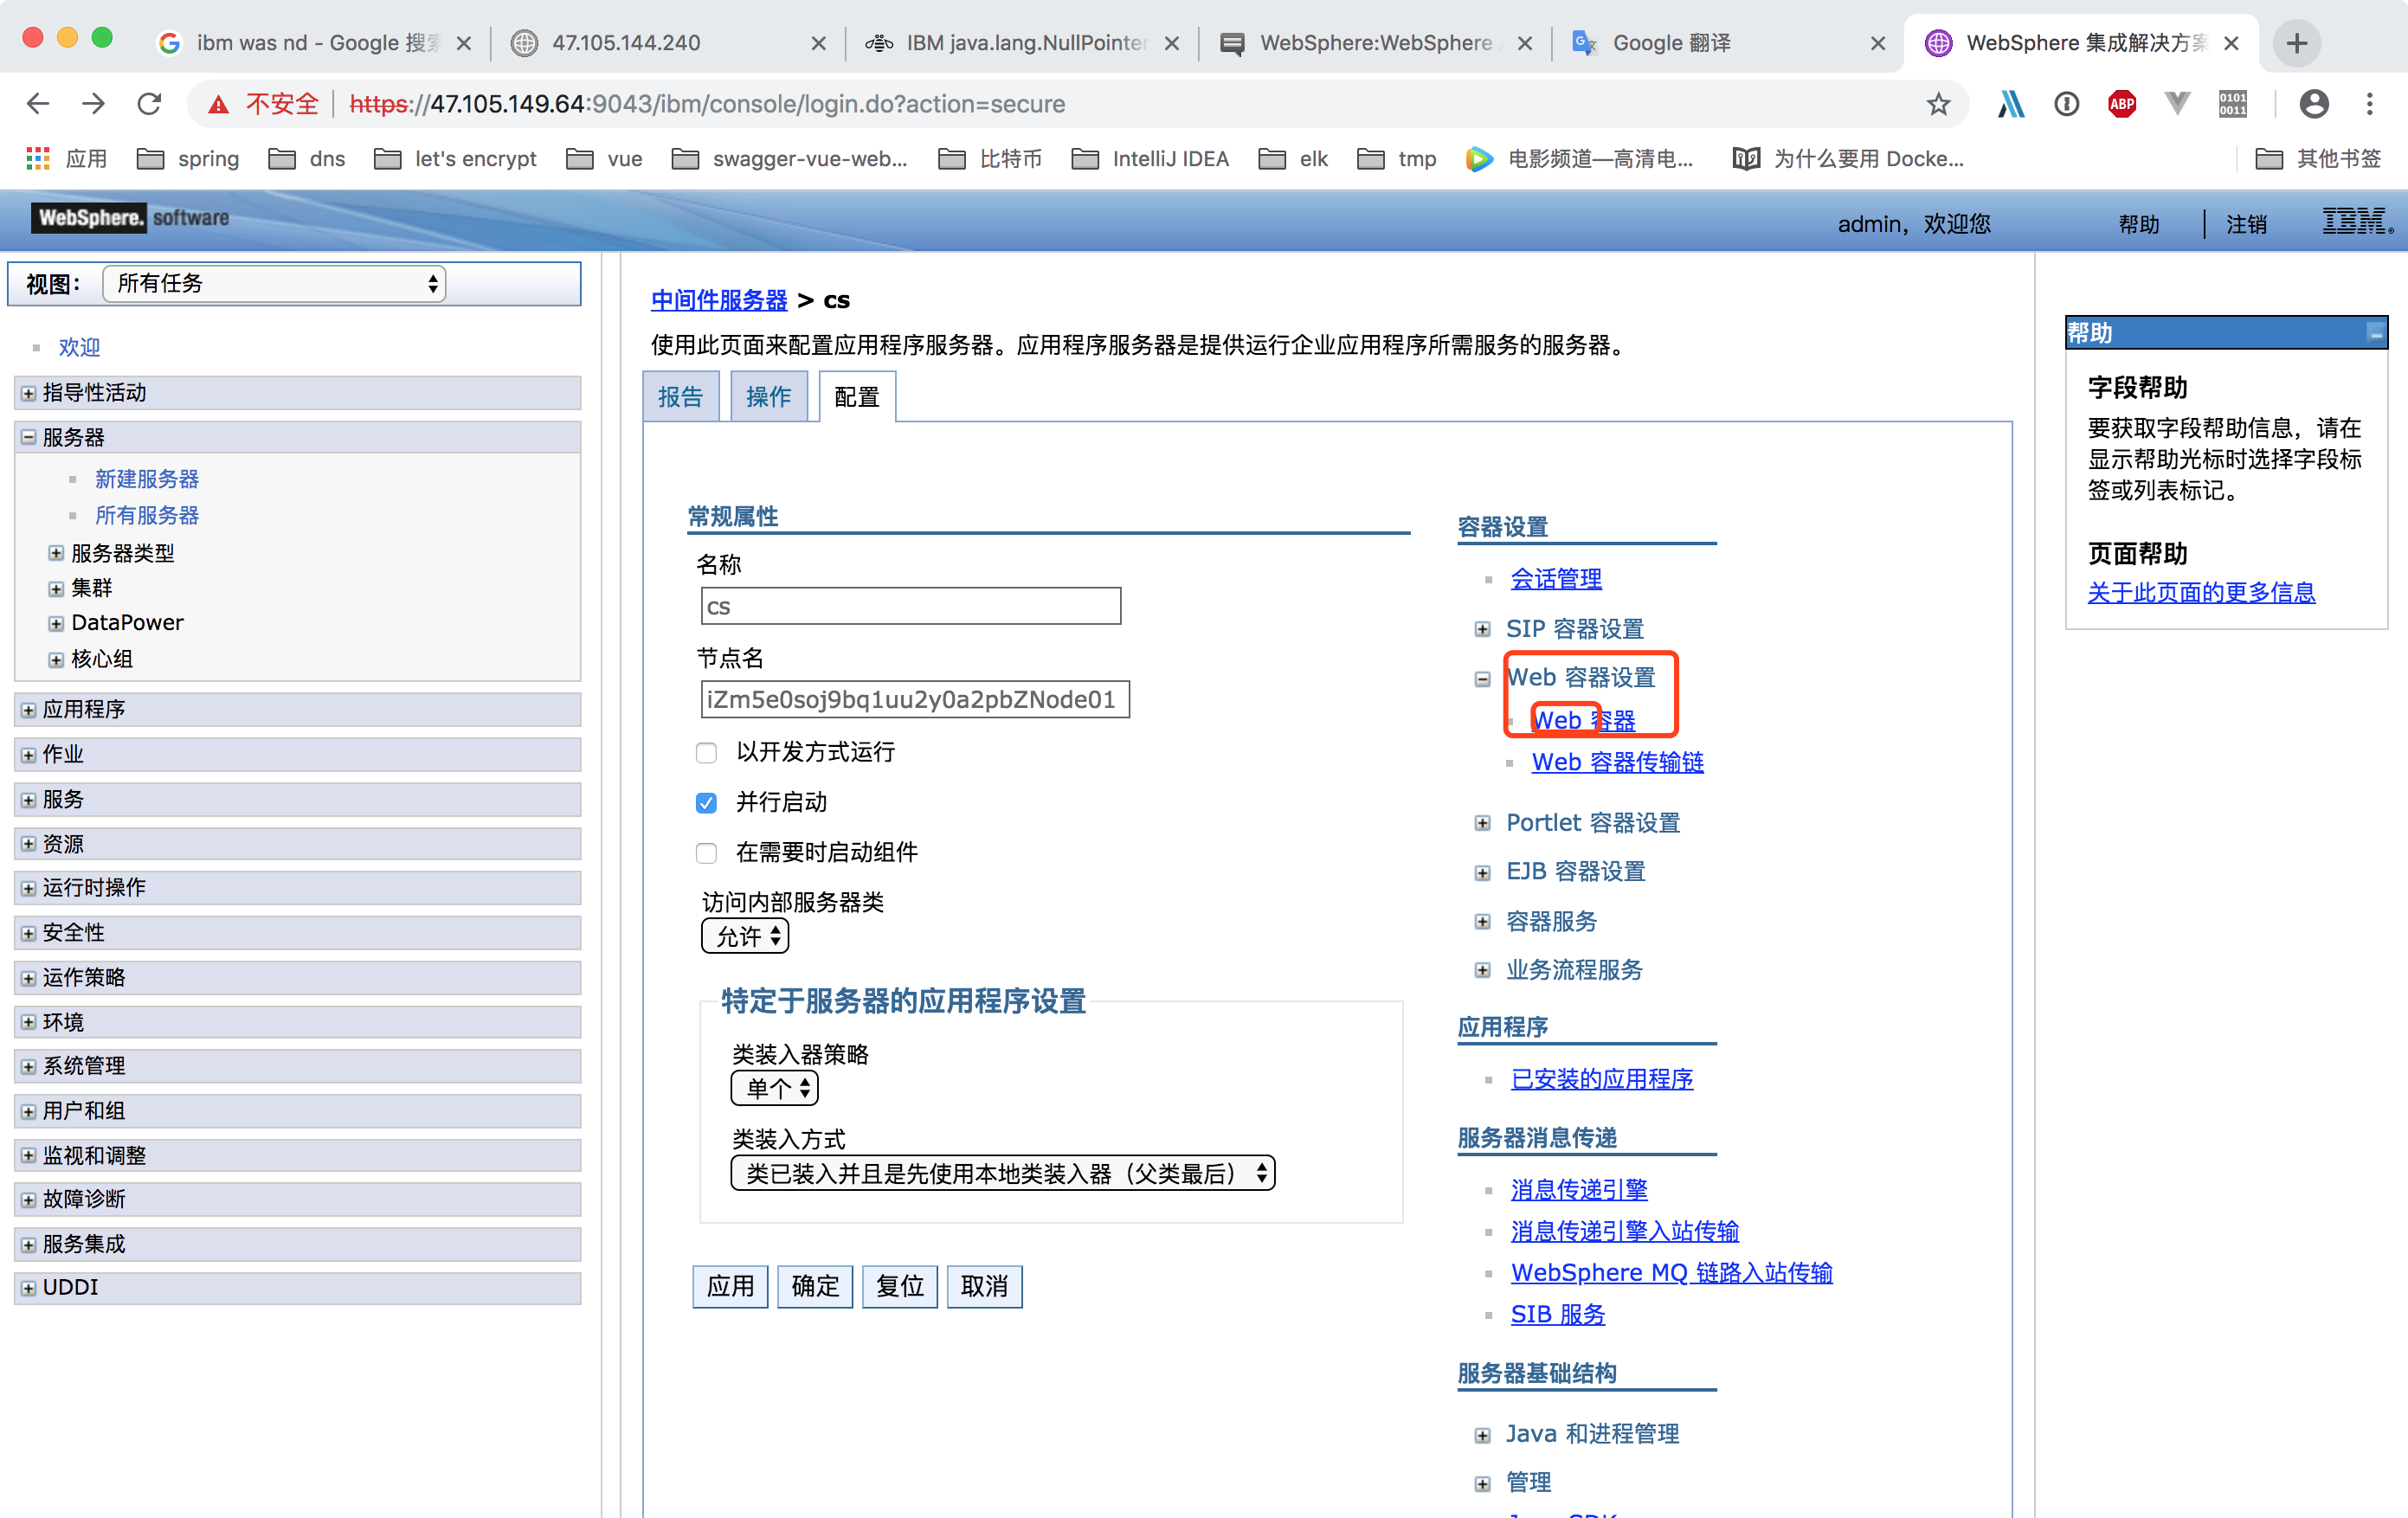 ibm was nd - Google 搜索
47.105.144.240
IBM java.lang.NullPointer
WebSphere:WebSphere
Google 翻译
WebSphere 集成解决方案
不安全 https://47.105.149.64:9043/ibm/console/login.do?action=secure
ABP
0101
0011
应用 spring dns let's encrypt vue swagger-vue-web... 比特币 IntelliJ IDEA elk tmp 电影频道—高清电... 为什么要用 Docke... 其他书签
WebSphere. software
admin，欢迎您 帮助 注销 IBM.
视图： 所有任务
欢迎
指导性活动
服务器
新建服务器
所有服务器
服务器类型
集群
DataPower
核心组
应用程序
作业
服务
资源
运行时操作
安全性
运作策略
环境
系统管理
用户和组
监视和调整
故障诊断
服务集成
UDDI
中间件服务器 > cs
使用此页面来配置应用程序服务器。应用程序服务器是提供运行企业应用程序所需服务的服务器。
报告 操作 配置
常规属性
名称
cs
节点名
iZm5e0soj9bq1uu2y0a2pbZNode01
以开发方式运行
并行启动
在需要时启动组件
访问内部服务器类
允许
特定于服务器的应用程序设置
类装入器策略
单个
类装入方式
类已装入并且是先使用本地类装入器（父类最后）
应用 确定 复位 取消
容器设置
会话管理
SIP 容器设置
Web 容器设置
Web 容器
Web 容器传输链
Portlet 容器设置
EJB 容器设置
容器服务
业务流程服务
应用程序
已安装的应用程序
服务器消息传递
消息传递引擎
消息传递引擎入站传输
WebSphere MQ 链路入站传输
SIB 服务
服务器基础结构
Java 和进程管理
管理
Java SDK
帮助
字段帮助
要获取字段帮助信息，请在
显示帮助光标时选择字段标
签或列表标记。
页面帮助
关于此页面的更多信息